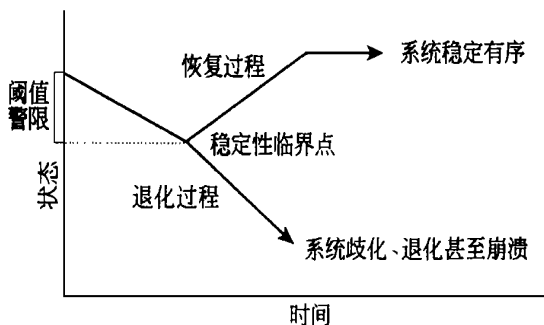 恢复过程
系统稳定有序
阈值
警限
稳定性临界点
状态
退化过程
系统歧化、退化甚至崩溃
时间